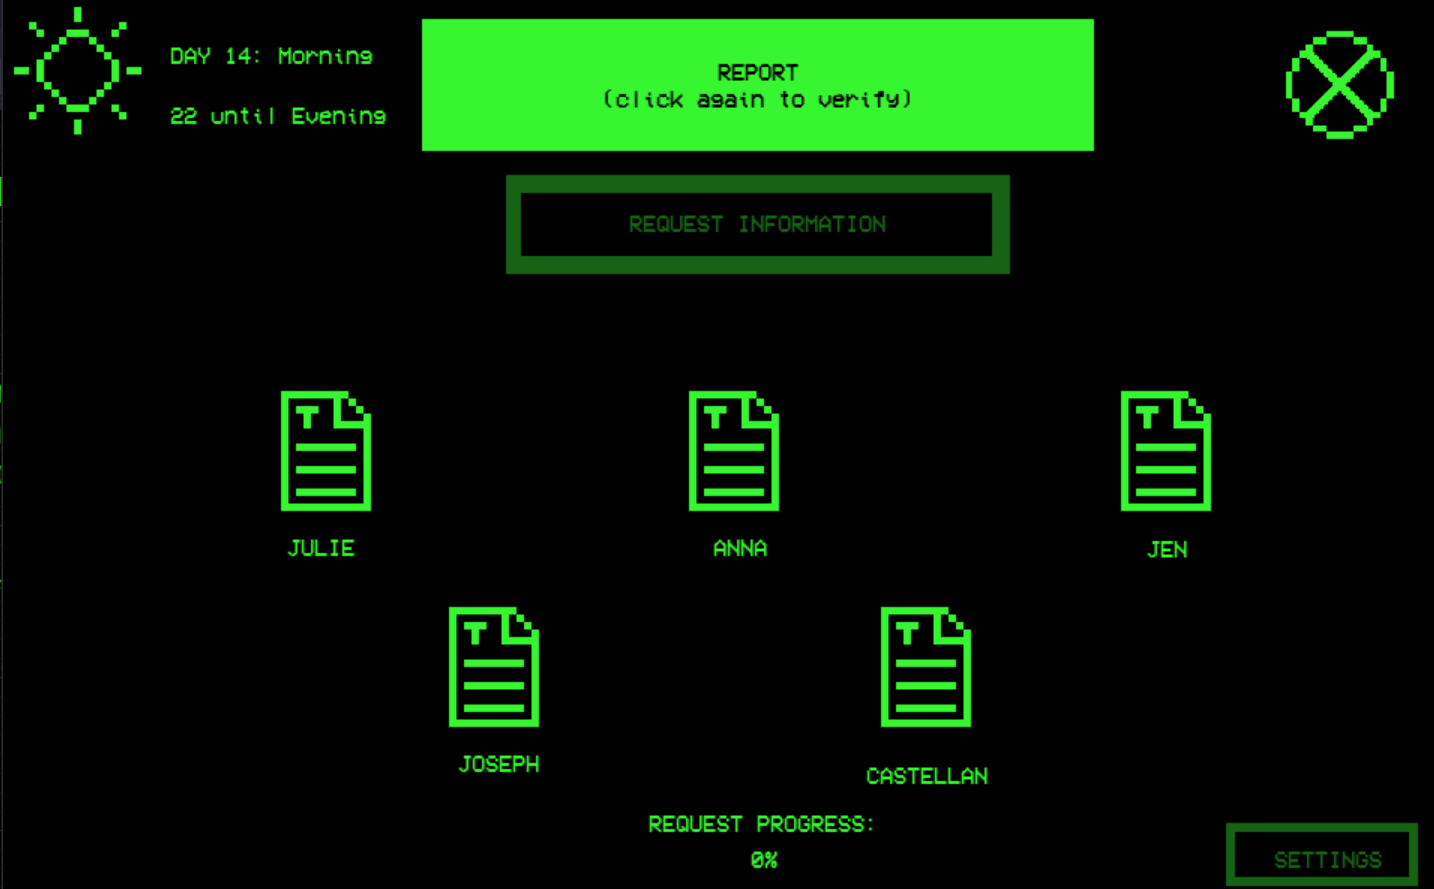 DAY 14: Morning
22 until Evening
REPORT
(click again to verify)
REQUEST INFORMATION
T
JULIE
T
ANNA
T
JEN
T
JOSEPH
T
CASTELLAN
REQUEST PROGRESS:
0%
SETTINGS